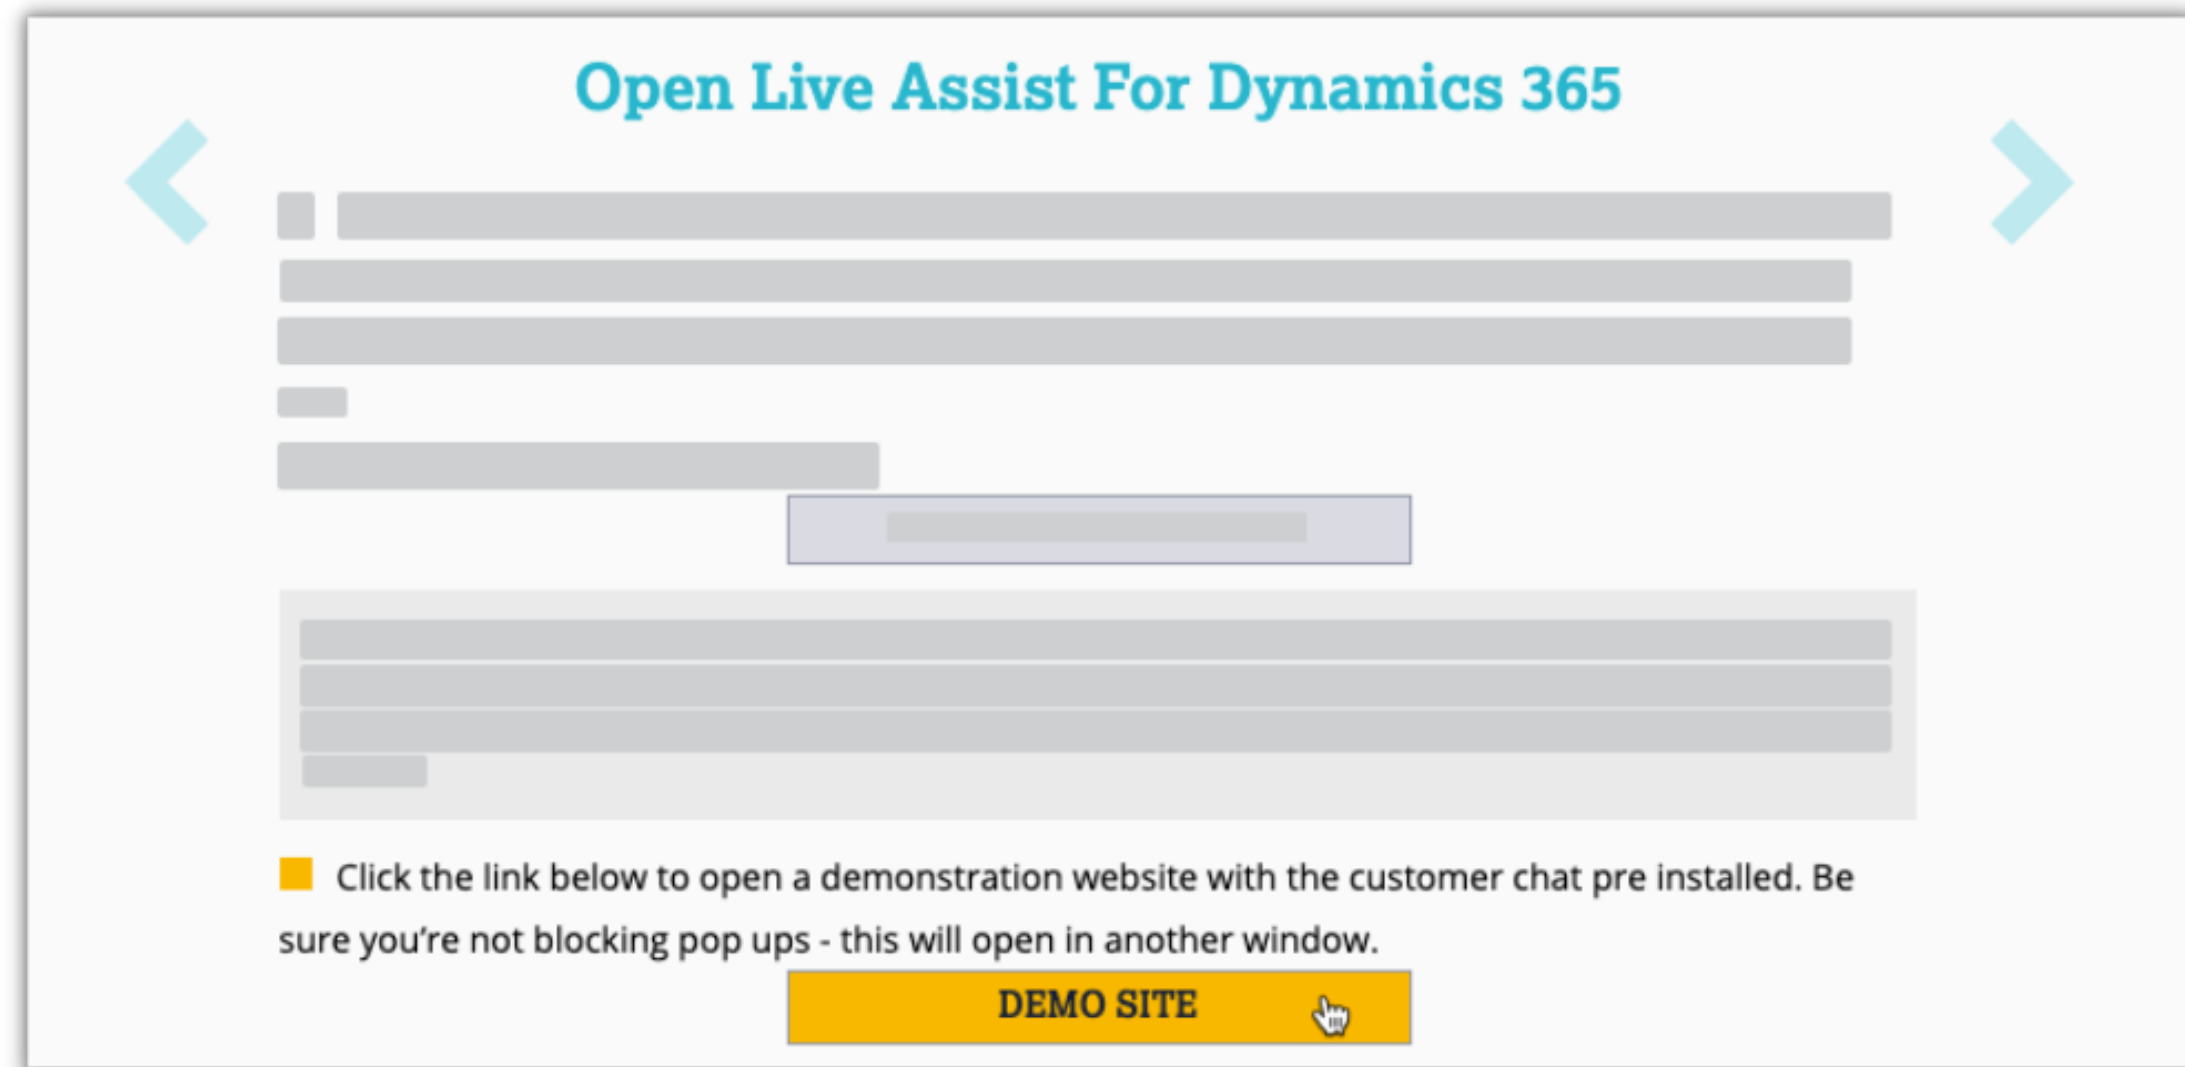 Open Live Assist For Dynamics 365
Click the link below to open a demonstration website with the customer chat pre installed. Be
sure you’re not blocking pop ups - this will open in another window.
DEMO SITE